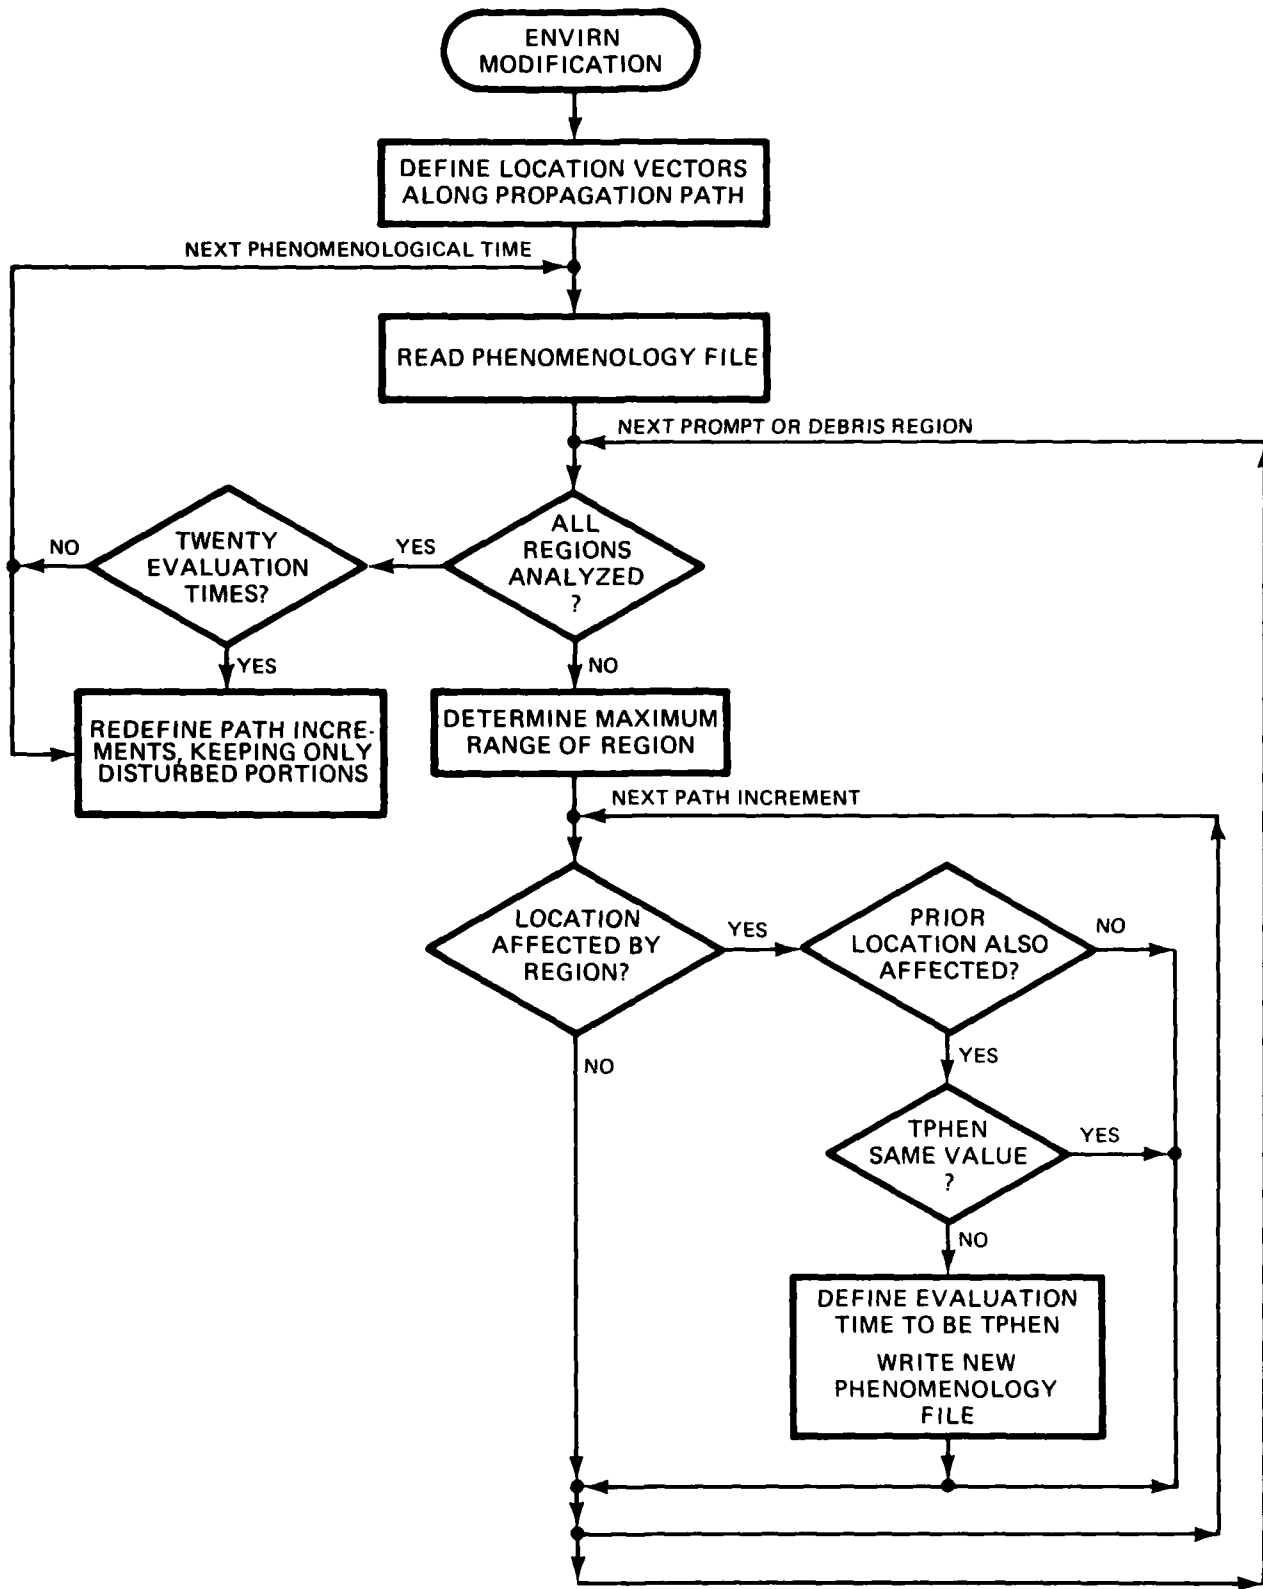 ENVIRN
MODIFICATION
DEFINE LOCATION VECTORS
ALONG PROPAGATION PATH
NEXT PHENOMENOLOGICAL TIME
READ PHENOMENOLOGY FILE
NEXT PROMPT OR DEBRIS REGION
NO
TWENTY
EVALUATION
TIMES?
YES
ALL
REGIONS
ANALYZED
?
YES
NO
REDEFINE PATH INCRE-
MENTS, KEEPING ONLY
DISTURBED PORTIONS
DETERMINE MAXIMUM
RANGE OF REGION
NEXT PATH INCREMENT
LOCATION
AFFECTED BY
REGION?
YES
PRIOR
LOCATION ALSO
AFFECTED?
NO
NO
YES
TPHEN
SAME VALUE
?
YES
NO
DEFINE EVALUATION
TIME TO BE TPHEN
WRITE NEW
PHENOMENOLOGY
FILE